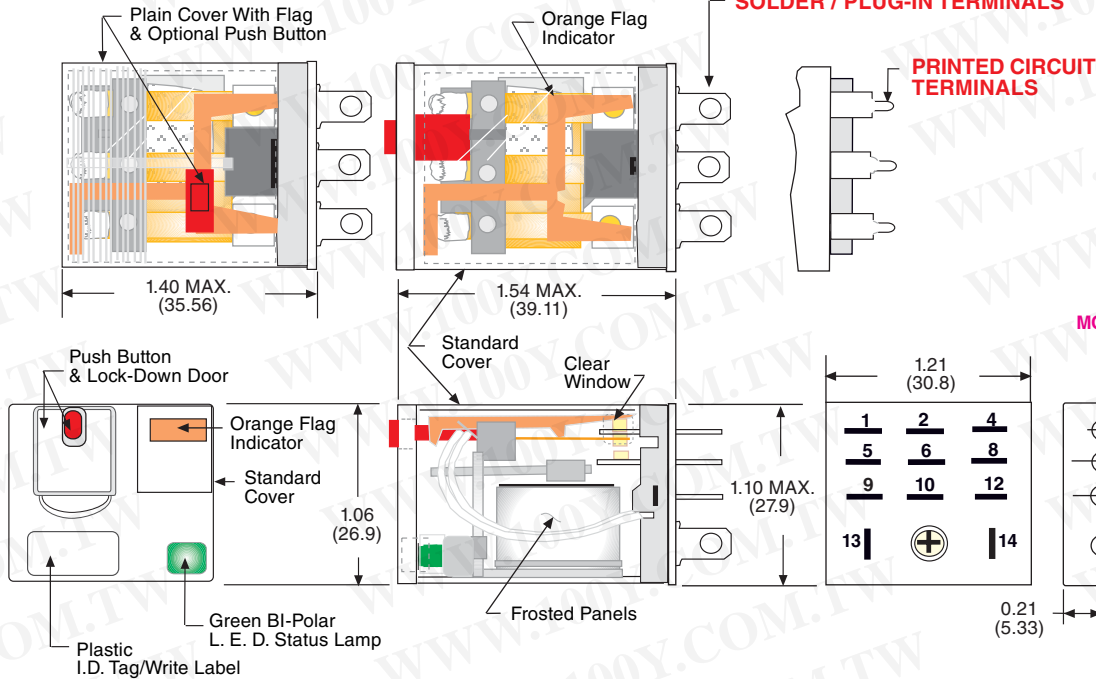 Plain Cover With Flag
& Optional Push Button
Orange Flag
Indicator
SOLDER / PLUG-IN TERMINALS
PRINTED CIRCUIT
TERMINALS
1.40 MAX.
(35.56)
1.54 MAX.
(39.11)
Standard
Cover
Clear
Window
Push Button
& Lock-Down Door
Orange Flag
Indicator
Standard
Cover
1.06
(26.9)
1.10 MAX.
(27.9)
Frosted Panels
Green BI-Polar
L. E. D. Status Lamp
Plastic
I.D. Tag/Write Label
1.21
(30.8)
1 2 4
5 6 8
9 10 12
13 14
0.21
(5.33)
WWW.100Y.COM.TW